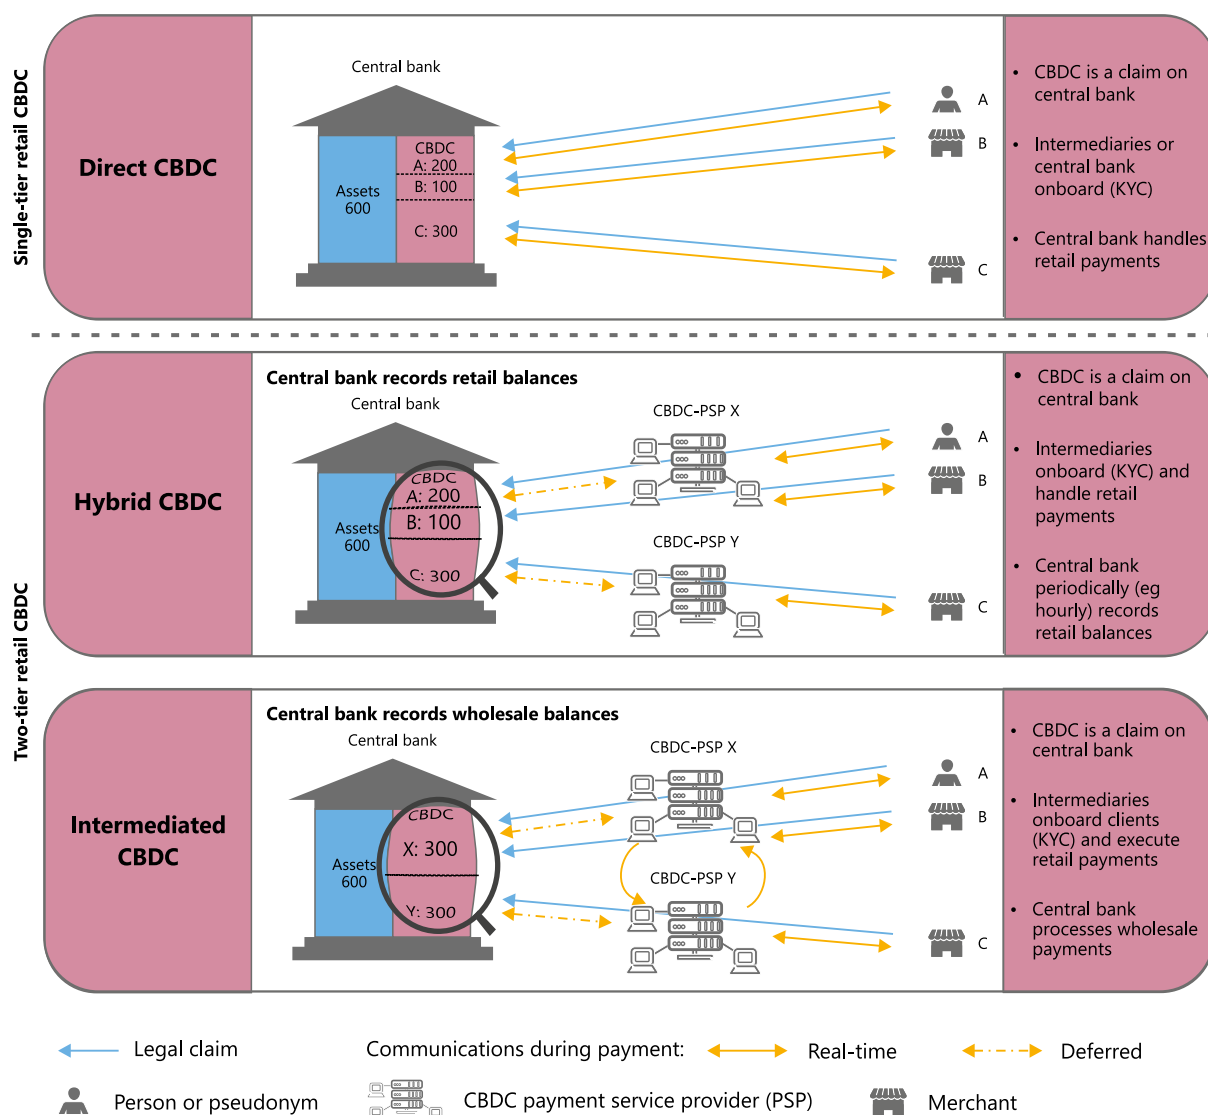 Single-tier retail CBDC
Direct CBDC
Central bank
Assets
600
CBDC
A: 200
B: 100
C: 300
A
B
C
• CBDC is a claim on
central bank
• Intermediaries or
central bank
onboard (KYC)
• Central bank handles
retail payments
Two-tier retail CBDC
Hybrid CBDC
Central bank records retail balances
Central bank
Assets
600
CBDC
A: 200
B: 100
C: 300
CBDC-PSP X
CBDC-PSP Y
A
B
C
• CBDC is a claim on
central bank
• Intermediaries
onboard (KYC) and
handle retail
payments
• Central bank
periodically (eg
hourly) records
retail balances
Intermediated
CBDC
Central bank records wholesale balances
Central bank
Assets
600
CBDC
X: 300
Y: 300
CBDC-PSP X
CBDC-PSP Y
A
B
C
• CBDC is a claim on
central bank
• Intermediaries
onboard clients
(KYC) and execute
retail payments
• Central bank
processes wholesale
payments
Legal claim
Communications during payment:
Real-time
Deferred
Person or pseudonym
CBDC payment service provider (PSP)
Merchant